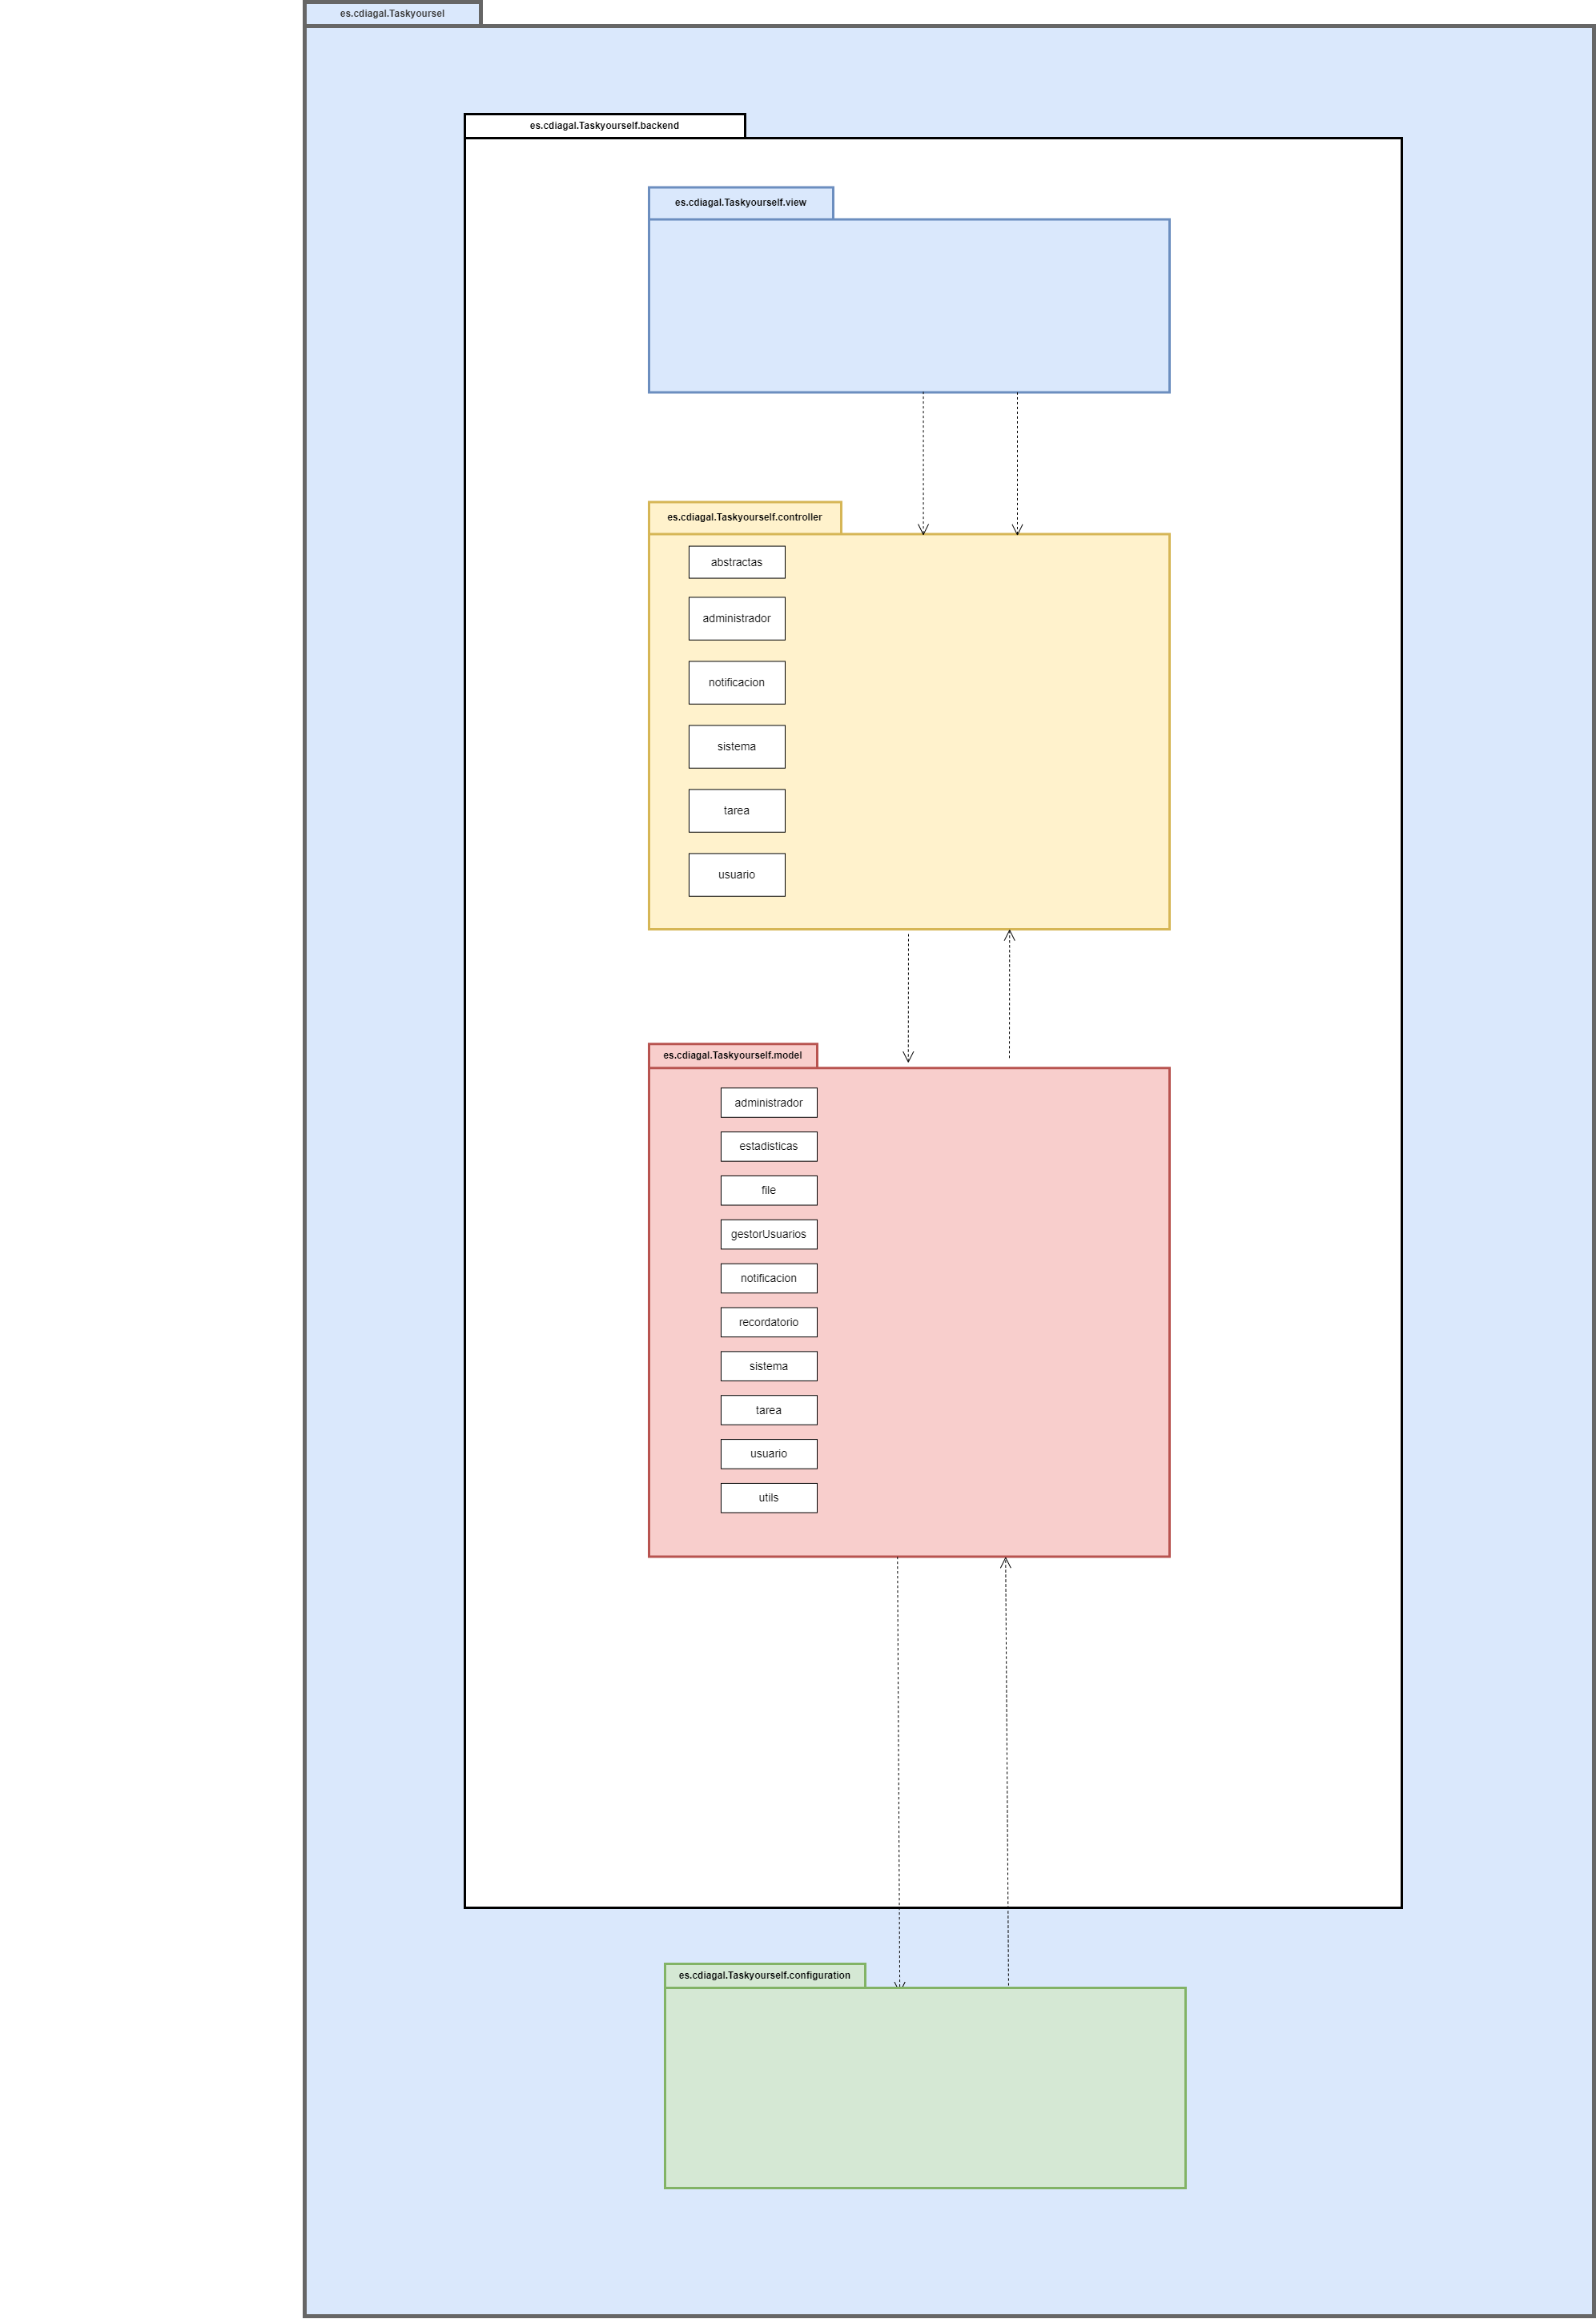 es.cdiagal.Taskyoursel
es.cdiagal.Taskyourself.backend
es.cdiagal.Taskyourself.view
es.cdiagal.Taskyourself.controller
abstractas
administrador
notificacion
sistema
tarea
usuario
es.cdiagal.Taskyourself.model
administrador
estadisticas
file
gestorUsuarios
notificacion
recordatorio
sistema
tarea
usuario
utils
es.cdiagal.Taskyourself.configuration